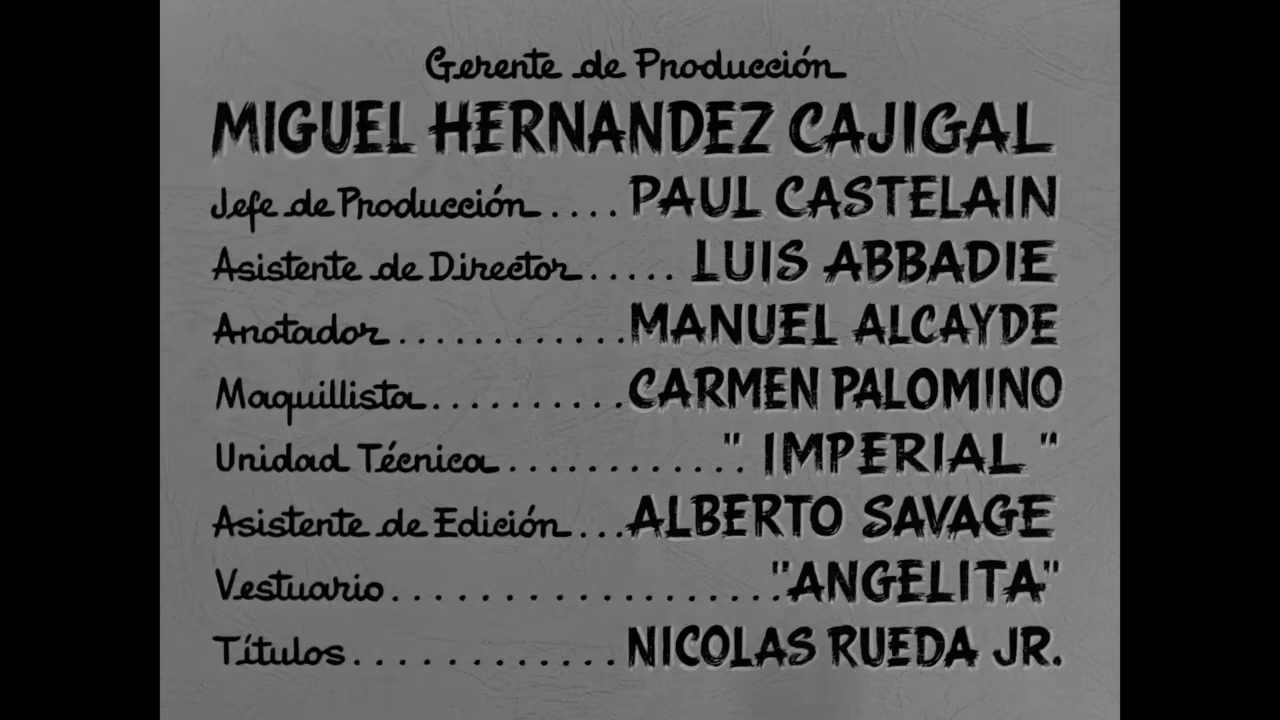 Gerente de Producción
MIGUEL HERNANDEZ CAJIGAL
Jefe de Producción.... PAUL CASTELAIN
Asistente de Director..... LUIS ABBADIE
Anotador............ MANUEL ALCAYDE
Maquillista.......... CARMEN PALOMINO
Unidad Técnica............ " IMPERIAL "
Asistente de Edición... ALBERTO SAVAGE
Vestuario.................. "ANGELITA"
Títulos............ NICOLAS RUEDA JR.